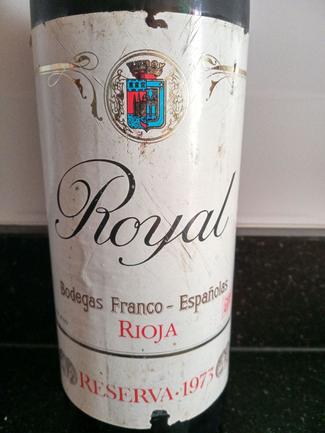 Royal
Bodegas Franco - Españolas
RIOJA
RESERVA · 1973